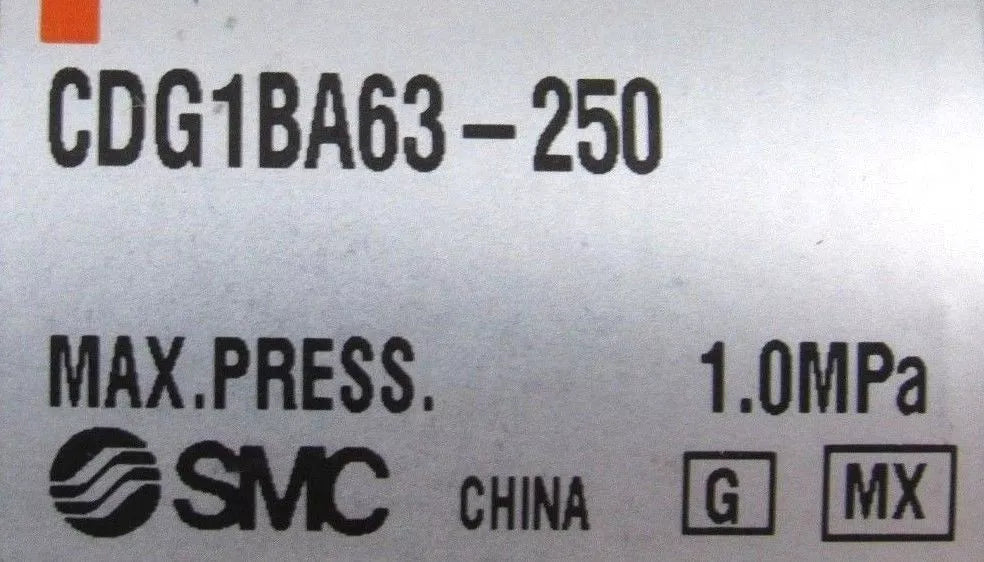 CDG1BA63-250
MAX.PRESS. 1.0MPa
SMC CHINA G MX